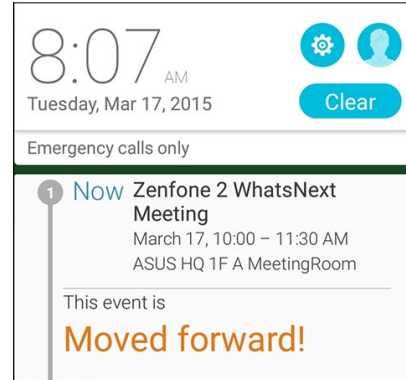 8:07 AM
Tuesday, Mar 17, 2015
Clear
Emergency calls only
1 Now Zenfone 2 WhatsNext
Meeting
March 17, 10:00 – 11:30 AM
ASUS HQ 1F A MeetingRoom
This event is
Moved forward!